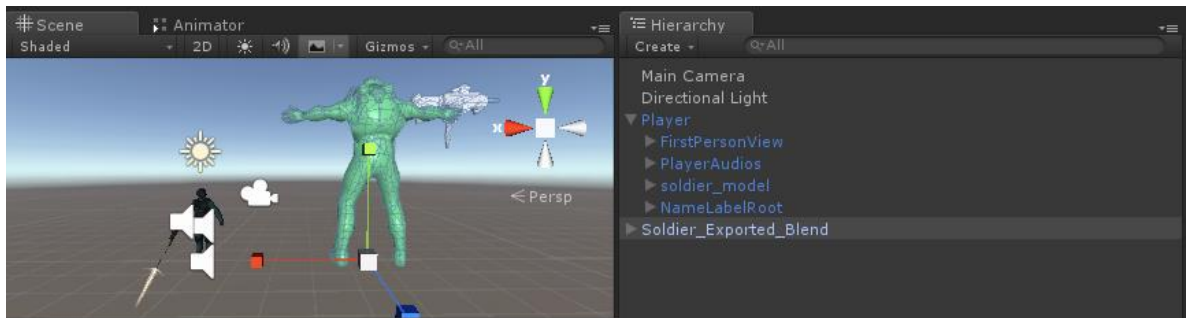 Scene Animator
Shaded 2D Gizmos All
y
x
Persp
Hierarchy
Create All
Main Camera
Directional Light
Player
FirstPersonView
PlayerAudios
soldier_model
NameLabelRoot
Soldier_Exported_Blend